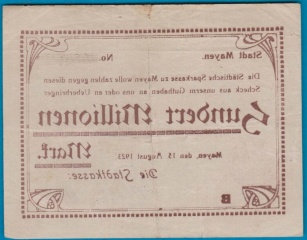 Stadt Mayen.
No.
Die Städtische Sparkasse zu Mayen wolle zahlen gegen diesen
Scheck aus unserm Guthaben an uns oder an Ueberbringer
Hundert Millionen
Mark.
Mayen, den 15 August 1923
Die Stadtkasse:
B